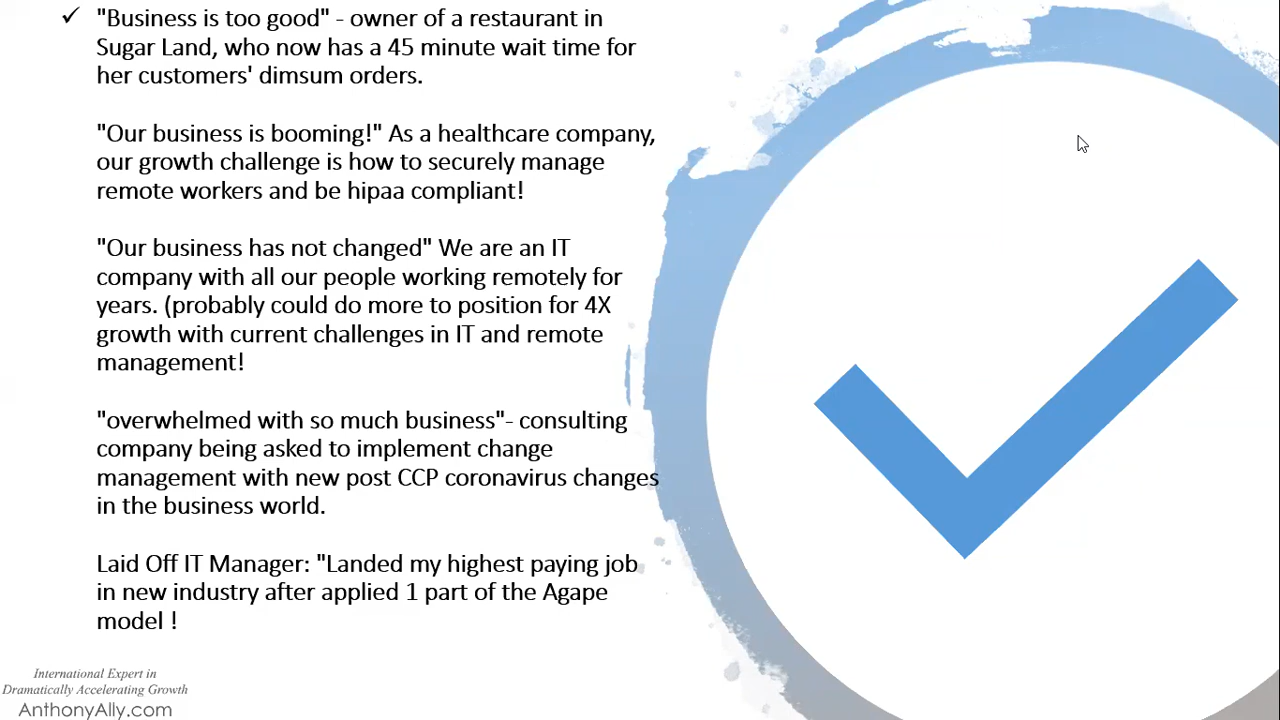 "Business is too good" - owner of a restaurant in
Sugar Land, who now has a 45 minute wait time for
her customers' dimsum orders.
"Our business is booming!" As a healthcare company,
our growth challenge is how to securely manage
remote workers and be hipaa compliant!
"Our business has not changed" We are an IT
company with all our people working remotely for
years. (probably could do more to position for 4X
growth with current challenges in IT and remote
management!
"overwhelmed with so much business"- consulting
company being asked to implement change
management with new post CCP coronavirus changes
in the business world.
Laid Off IT Manager: "Landed my highest paying job
in new industry after applied 1 part of the Agape
model !
International Expert in
Dramatically Accelerating Growth
AnthonyAlly.com